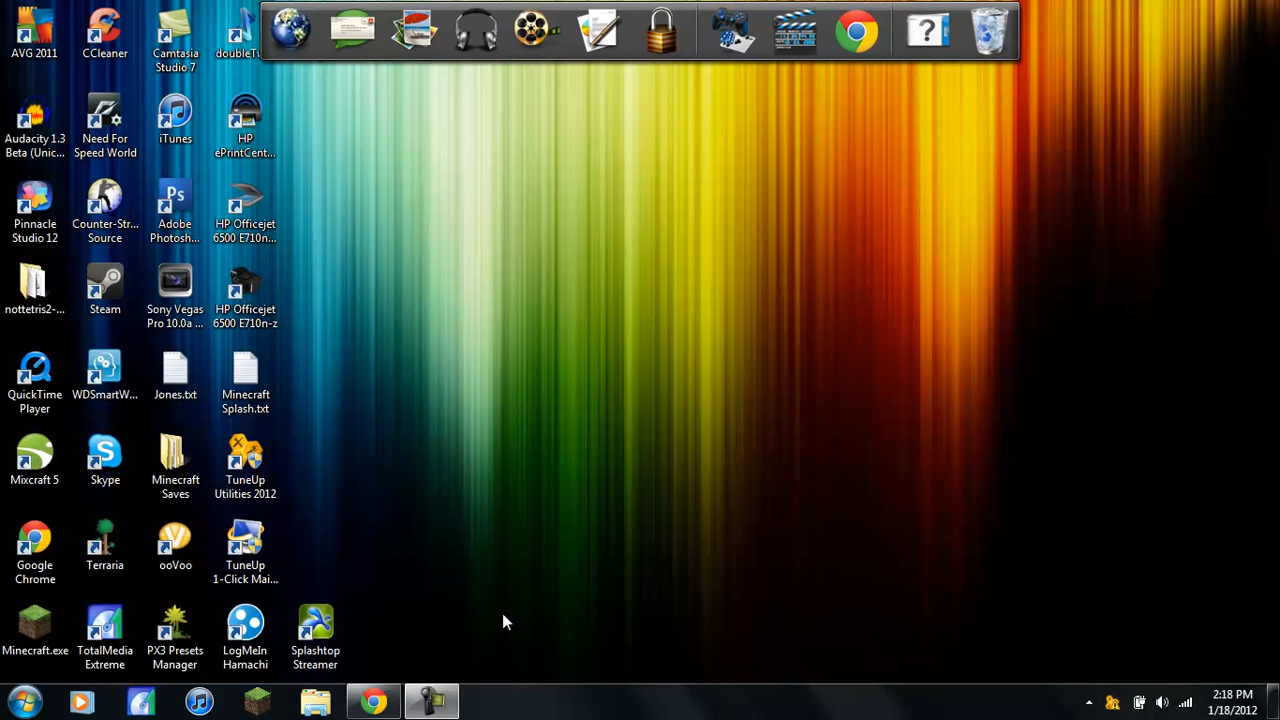 AVG 2011
CCleaner
Camtasia
Studio 7
doubleTw
Audacity 1.3
Beta (Unic...
Need For
Speed World
iTunes
HP
ePrintCent...
Pinnacle
Studio 12
Counter-Str...
Source
Ps
Adobe
Photosh...
HP Officejet
6500 E710n...
nottetris2-...
Steam
Sony Vegas
Pro 10.0a ...
HP Officejet
6500 E710n-z
QuickTime
Player
WDSmartW...
Jones.txt
Minecraft
Splash.txt
Mixcraft 5
Skype
Minecraft
Saves
TuneUp
Utilities 2012
Google
Chrome
Terraria
ooVoo
TuneUp
1-Click Mai...
Minecraft.exe
TotalMedia
Extreme
PX3 Presets
Manager
LogMeIn
Hamachi
Splashtop
Streamer
2:18 PM
1/18/2012